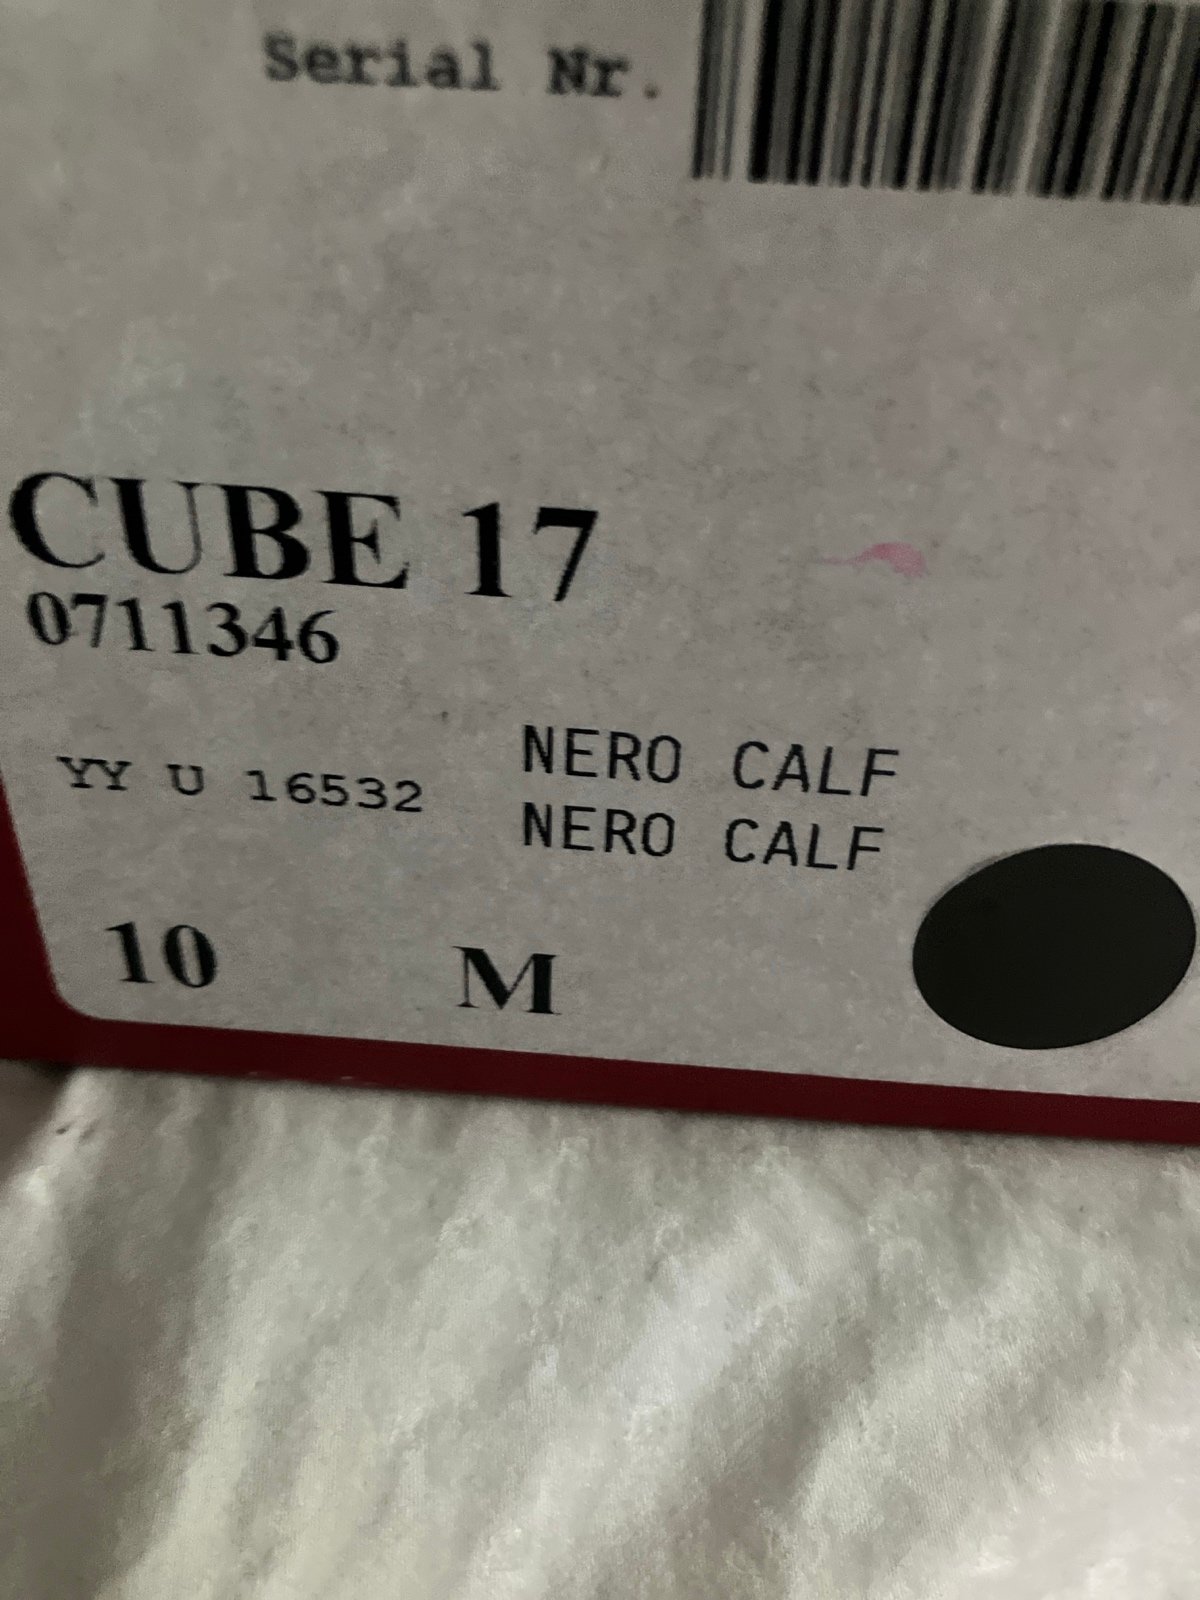 Serial Nr.
CUBE 17
0711346
YY U 16532
NERO CALF
NERO CALF
10 M